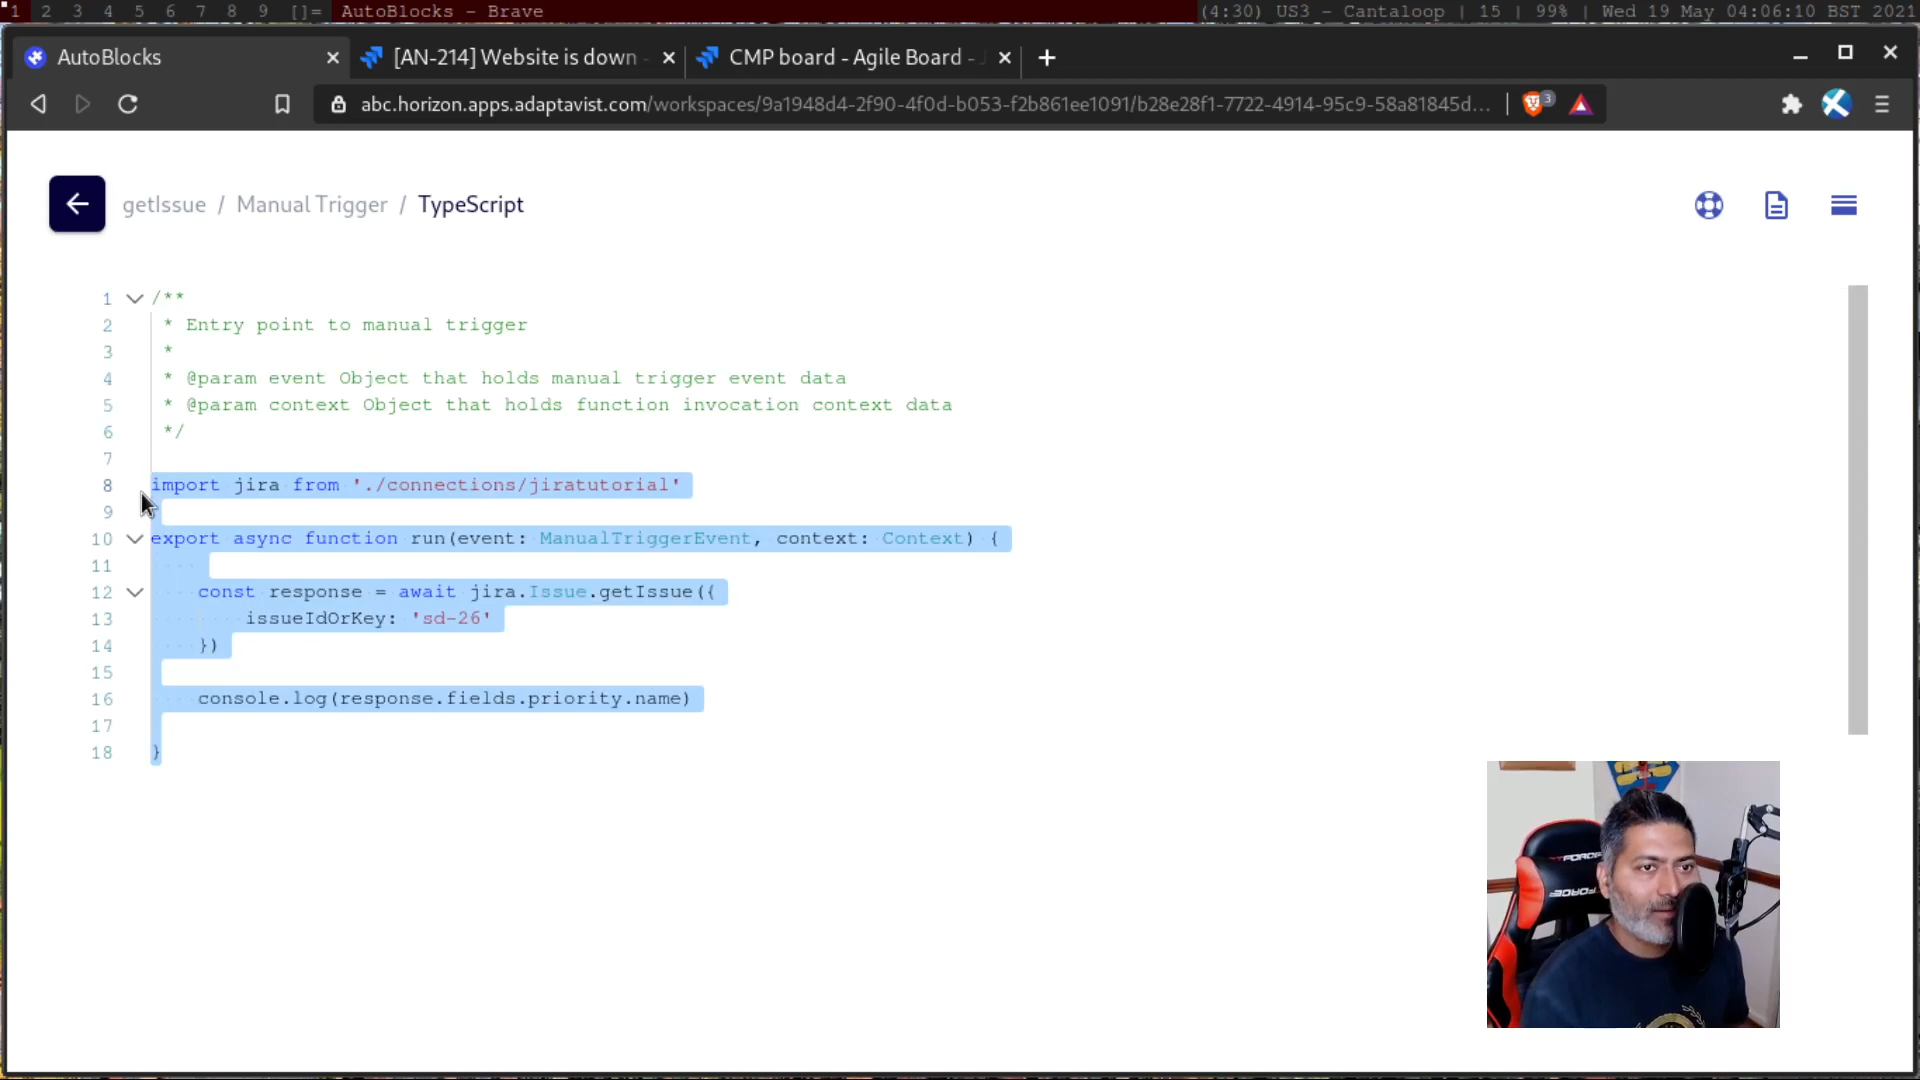 1 2 3 4 5 6 7 8 9 []= AutoBlocks - Brave (4:30) US3 - Cantaloop | 15 | 99% | Wed 19 May 04:06:10 BST 2021
AutoBlocks [AN-214] Website is down - CMP board - Agile Board -
abc.horizon.apps.adaptavist.com/workspaces/9a1948d4-2f90-4f0d-b053-f2b861ee1091/b28e28f1-7722-4914-95c9-58a81845d... 3
getIssue / Manual Trigger / TypeScript
1 /**
2 * Entry point to manual trigger
3 *
4 * @param event Object that holds manual trigger event data
5 * @param context Object that holds function invocation context data
6 */
7
8 import jira from './connections/jiratutorial'
9
10 export async function run(event: ManualTriggerEvent, context: Context) {
11
12 const response = await jira.Issue.getIssue({
13 issueIdOrKey: 'sd-26'
14 })
15
16 console.log(response.fields.priority.name)
17
18 }